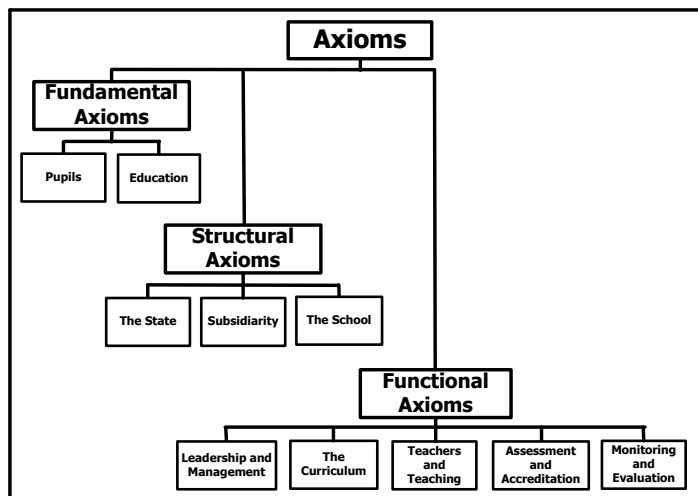 Axioms
Fundamental
Axioms
Pupils
Education
Structural
Axioms
The State
Subsidiarity
The School
Functional
Axioms
Leadership and
Management
The
Curriculum
Teachers
and
Teaching
Assessment
and
Accreditation
Monitoring
and
Evaluation